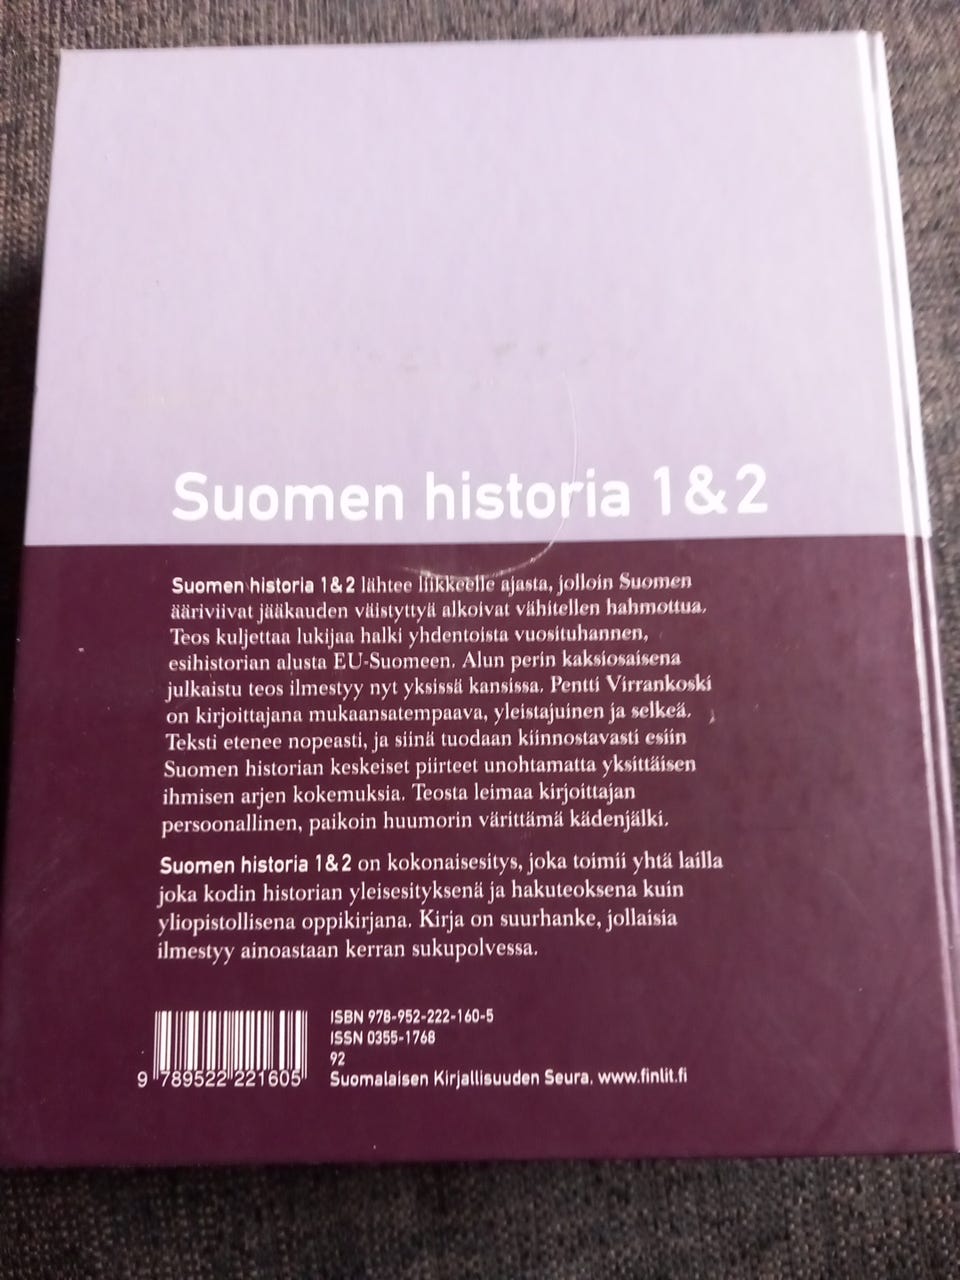 Suomen historia 1 & 2
Suomen historia 1 & 2 lähtee liikkeelle ajasta, jolloin Suomen
ääriviivat jääkauden väistyttyä alkoivat vähitellen hahmottua.
Teos kuljettaa lukijaa halki yhdentoista vuosituhannen,
esihistorian alusta EU-Suomeen. Alun perin kaksiosaisena
julkaistu teos ilmestyy nyt yksissä kansissa. Pentti Virrankoski
on kirjoittajana mukaansatempaava, yleistajuinen ja selkeä.
Teksti etenee nopeasti, ja siinä tuodaan kiinnostavasti esiin
Suomen historian keskeiset piirteet unohtamatta yksittäisen
ihmisen arjen kokemuksia. Teosta leimaa kirjoittajan
persoonallinen, paikoin huumorin värittämä kädenjälki.
Suomen historia 1 & 2 on kokonaisesitys, joka toimii yhtä lailla
joka kodin historian yleisesityksenä ja hakuteoksena kuin
yliopistollisena oppikirjana. Kirja on suurhanke, jollaisia
ilmestyy ainoastaan kerran sukupolvessa.
ISBN 978-952-222-160-5
ISSN 0355-1768
92
Suomalaisen Kirjallisuuden Seura, www.finlit.fi
9 789522 221605